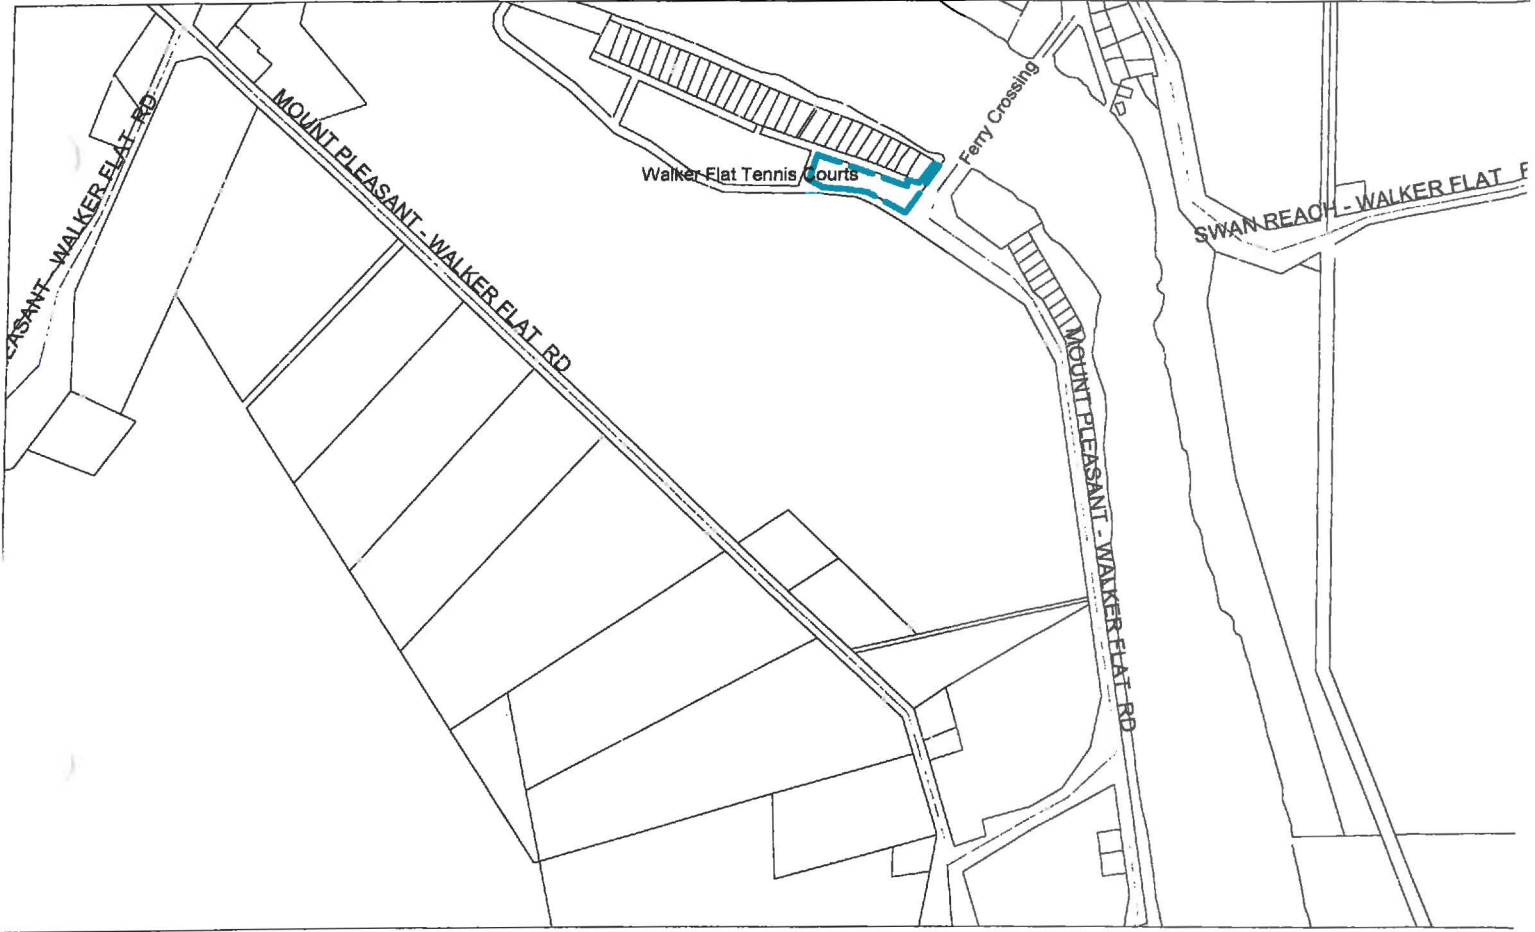 MOUNT PLEASANT - WALKER FLAT RD
Ferry Crossing
Walker Flat Tennis Courts
EASANT - WALKER FLAT RD
SWAN REACH - WALKER FLAT
MOUNT PLEASANT - WALKER FLAT RD